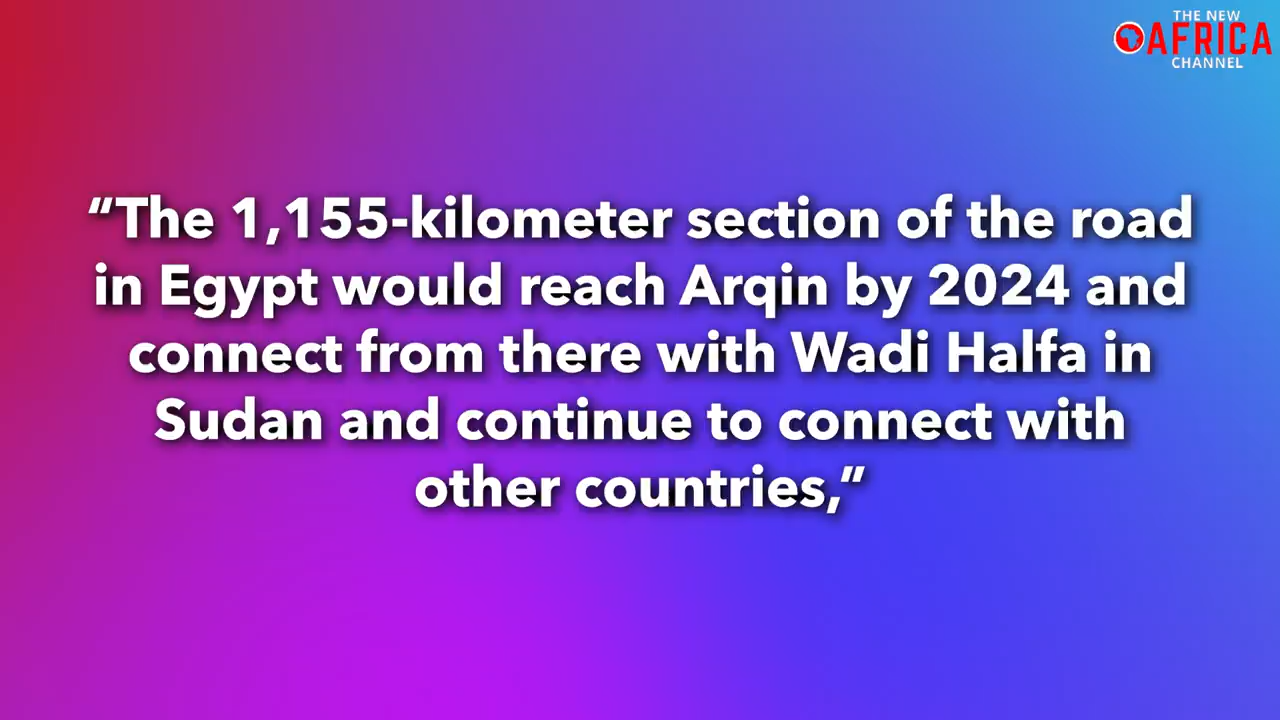 THE NEW
AFRICA
CHANNEL
“The 1,155-kilometer section of the road
in Egypt would reach Arqin by 2024 and
connect from there with Wadi Halfa in
Sudan and continue to connect with
other countries,”